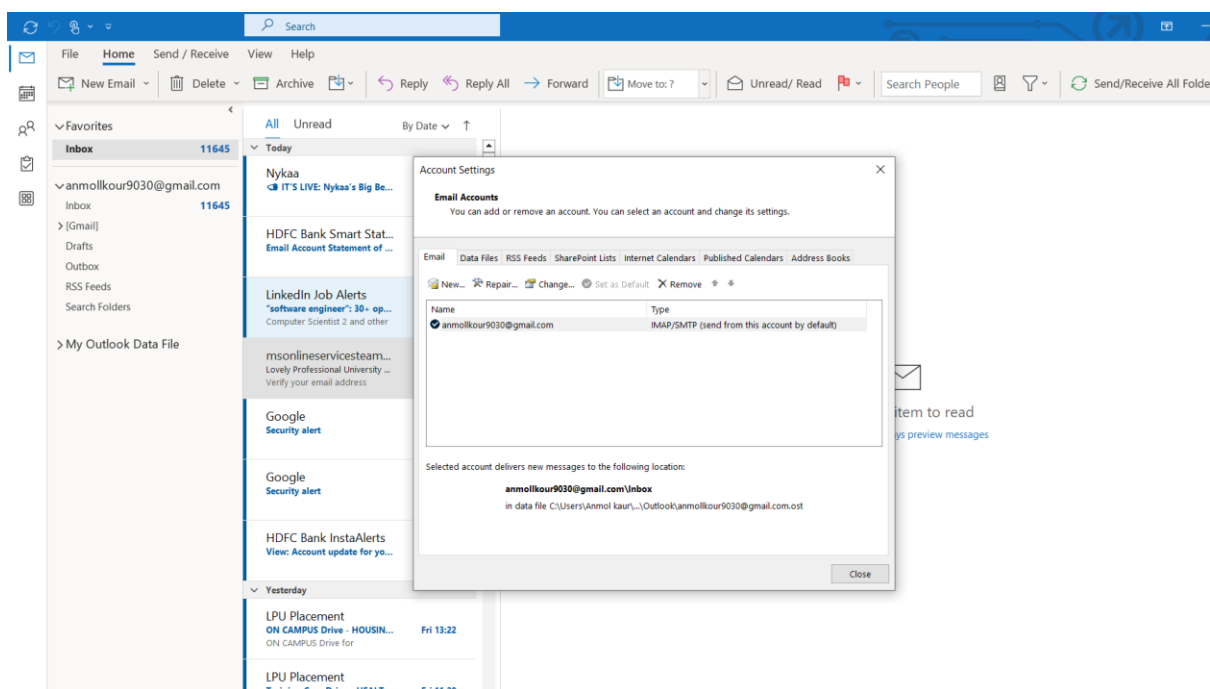 Search
File Home Send / Receive View Help
New Email Delete Archive Reply Reply All Forward Move to: ? Unread/ Read Search People Send/Receive All Folde
Favorites
Inbox 11645
anmollkour9030@gmail.com
Inbox 11645
[Gmail]
Drafts
Outbox
RSS Feeds
Search Folders
My Outlook Data File
All Unread By Date
Today
Nykaa
IT'S LIVE: Nykaa's Big Be...
HDFC Bank Smart Stat...
Email Account Statement of ...
LinkedIn Job Alerts
"software engineer": 30+ op...
Computer Scientist 2 and other
msonlineservicesteam...
Lovely Professional University ...
Verify your email address
Google
Security alert
Google
Security alert
HDFC Bank InstaAlerts
View: Account update for yo...
Yesterday
LPU Placement
ON CAMPUS Drive - HOUSIN... Fri 13:22
ON CAMPUS Drive for
LPU Placement
Account Settings
Email Accounts
You can add or remove an account. You can select an account and change its settings.
Email Data Files RSS Feeds SharePoint Lists Internet Calendars Published Calendars Address Books
New... Repair... Change... Set as Default Remove
Name Type
anmollkour9030@gmail.com IMAP/SMTP (send from this account by default)
Selected account delivers new messages to the following location:
anmollkour9030@gmail.com\Inbox
in data file C:\Users\Anmol kaur\...\Outlook\anmollkour9030@gmail.com.ost
Close
item to read
ys preview messages